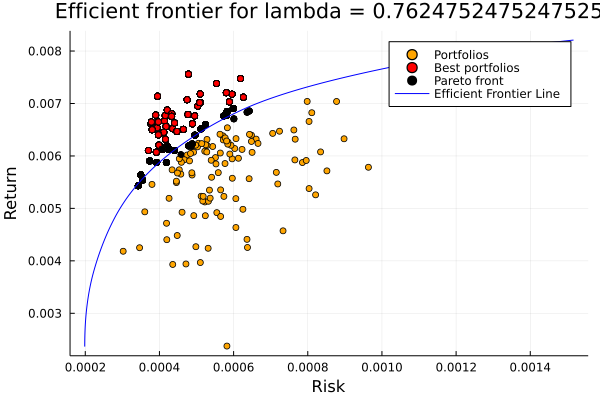 Efficient frontier for lambda = 0.7624752475247525
0.008
0.007
0.006
0.005
0.004
0.003
Return
Portfolios
Best portfolios
Pareto front
Efficient Frontier Line
0.0002
0.0004
0.0006
0.0008
0.0010
0.0012
0.0014
Risk